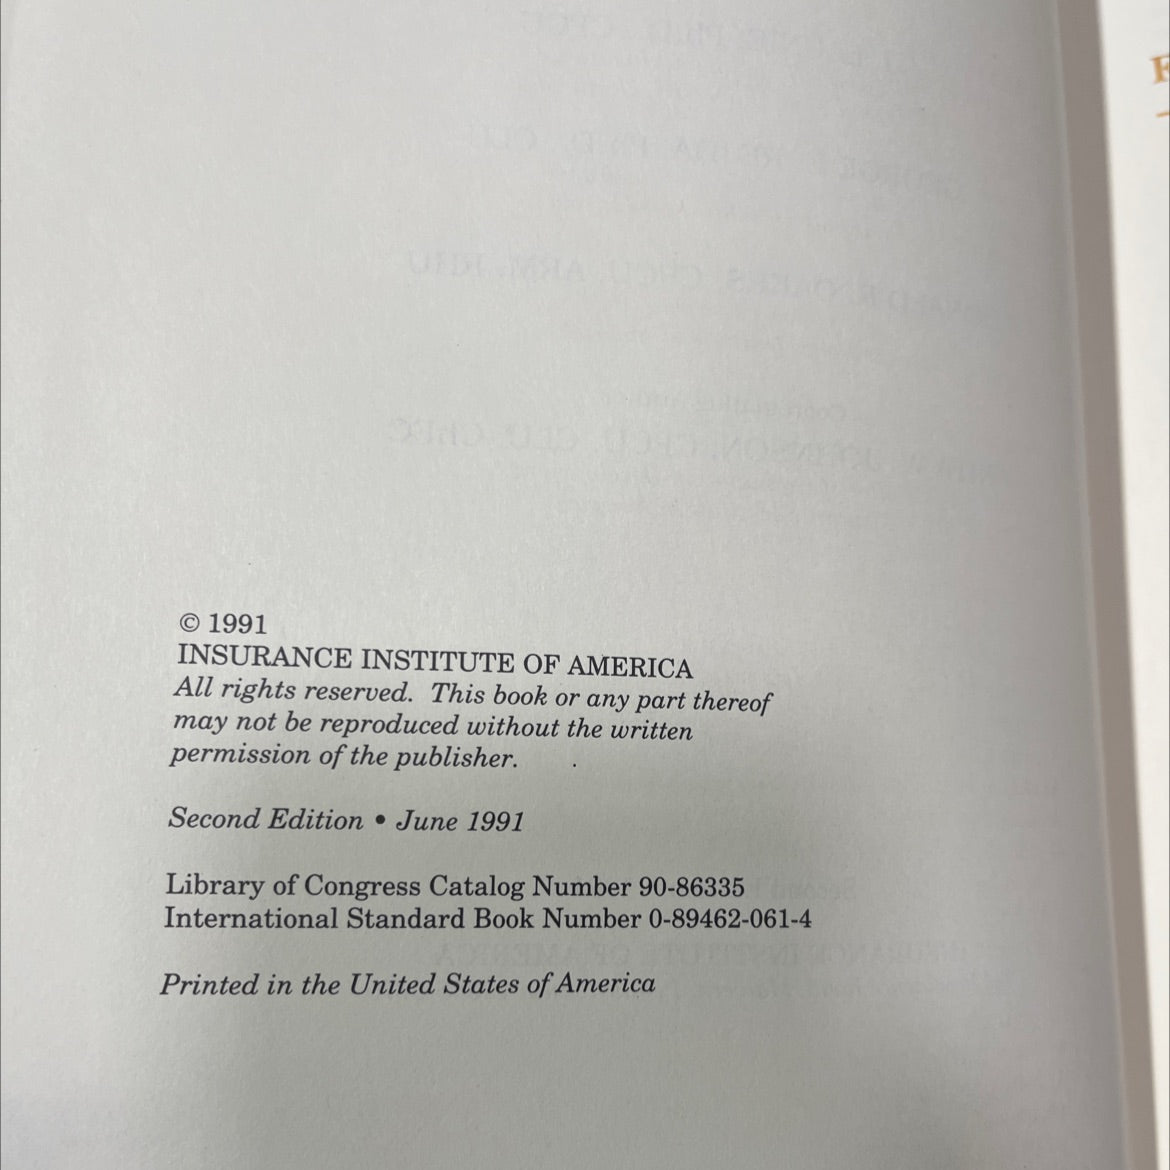 © 1991
INSURANCE INSTITUTE OF AMERICA
All rights reserved. This book or any part thereof
may not be reproduced without the written
permission of the publisher.
Second Edition • June 1991
Library of Congress Catalog Number 90-86335
International Standard Book Number 0-89462-061-4
Printed in the United States of America